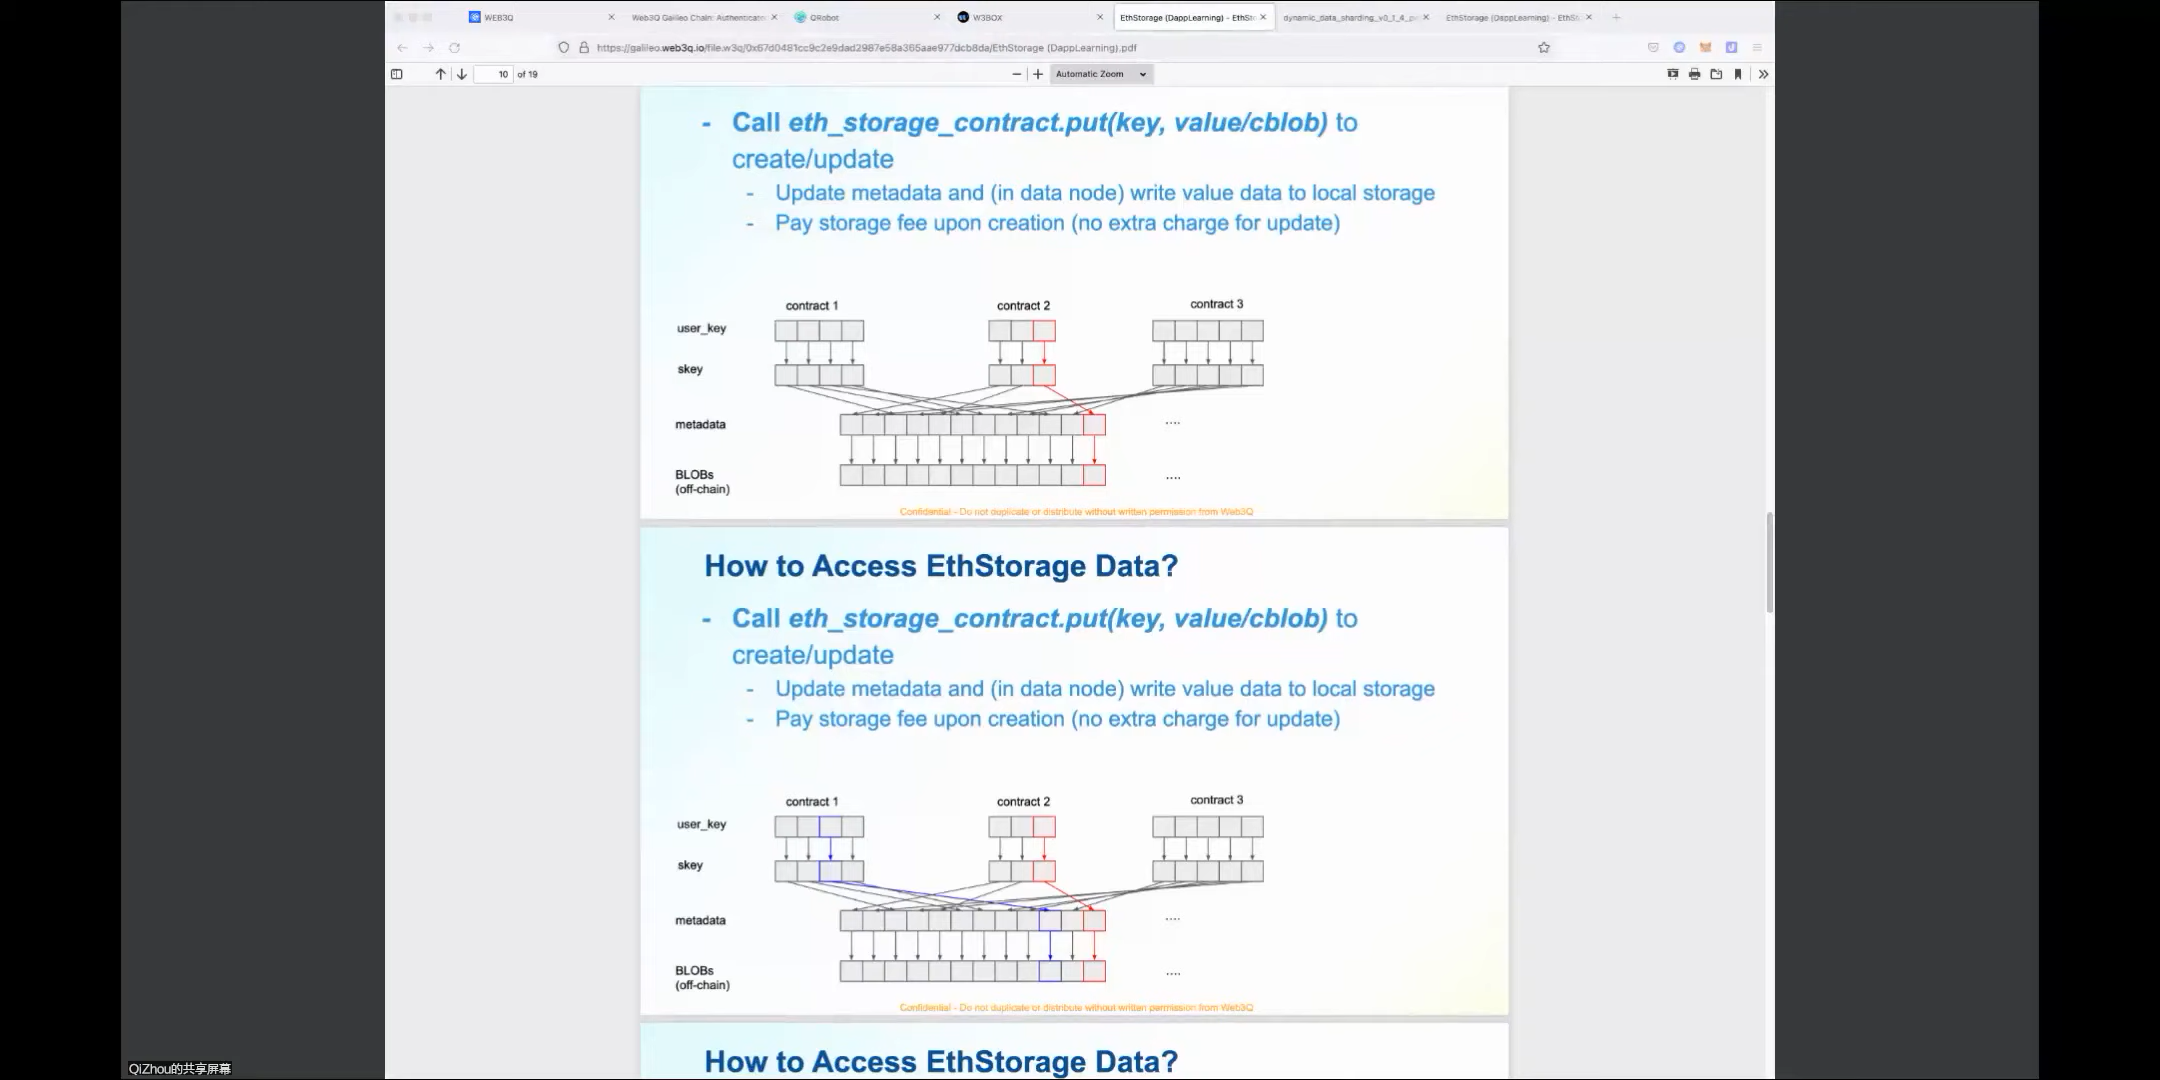 WEB3Q
Web3Q Galileo Chain: Authenticate
QRobot
W3BOX
EthStorage (DappLearning) - EthSt
dynamic_data_sharding_v0_1_4_p
EthStorage (DappLearning) - EthSt
https://galileo.web3q.io/file.w3q/0x67d0481cc9c2e9dad2987e58a365aae977dcb8da/EthStorage (DappLearning).pdf
10 of 19
Automatic Zoom
- Call eth_storage_contract.put(key, value/cblob) to
create/update
- Update metadata and (in data node) write value data to local storage
- Pay storage fee upon creation (no extra charge for update)
contract 1
contract 2
contract 3
user_key
skey
metadata
....
BLOBs
(off-chain)
....
Confidential - Do not duplicate or distribute without written permission from Web3Q
How to Access EthStorage Data?
- Call eth_storage_contract.put(key, value/cblob) to
create/update
- Update metadata and (in data node) write value data to local storage
- Pay storage fee upon creation (no extra charge for update)
contract 1
contract 2
contract 3
user_key
skey
metadata
....
BLOBs
(off-chain)
....
Confidential - Do not duplicate or distribute without written permission from Web3Q
How to Access EthStorage Data?
QiZhou的共享屏幕